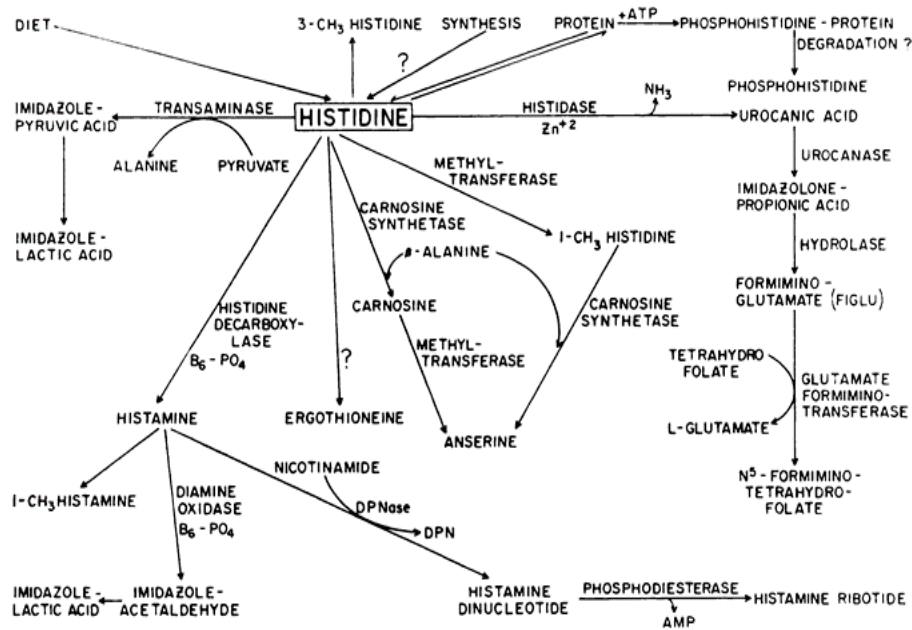 DIET
3-CH3 HISTIDINE
SYNTHESIS
PROTEIN
+ATP
PHOSPHOHISTIDINE-PROTEIN
DEGRADATION ?
?
PHOSPHOHISTIDINE
IMIDAZOLE-
PYRUVIC ACID
TRANSAMINASE
HISTIDINE
HISTIDASE
Zn+2
NH3
UROCANIC ACID
ALANINE
PYRUVATE
METHYL-
TRANSFERASE
UROCANASE
IMIDAZOLONE-
PROPIONIC ACID
CARNOSINE
SYNTHETASE
IMIDAZOLE-
LACTIC ACID
1-CH3 HISTIDINE
HYDROLASE
β-ALANINE
FORMIMINO-
GLUTAMATE (FIGLU)
HISTIDINE
DECARBOXY-
LASE
B6-PO4
CARNOSINE
CARNOSINE
SYNTHETASE
METHYL-
TRANSFERASE
?
TETRAHYDRO
FOLATE
GLUTAMATE
FORMIMINO-
TRANSFERASE
L-GLUTAMATE
HISTAMINE
ERGOTHIONEINE
ANSERINE
NICOTINAMIDE
N5-FORMIMINO-
TETRAHYDRO-
FOLATE
1-CH3HISTAMINE
DIAMINE
OXIDASE
B6-PO4
DPNase
DPN
IMIDAZOLE-
LACTIC ACID
IMIDAZOLE-
ACETALDEHYDE
HISTAMINE
DINUCLEOTIDE
PHOSPHODIESTERASE
AMP
HISTAMINE RIBOTIDE